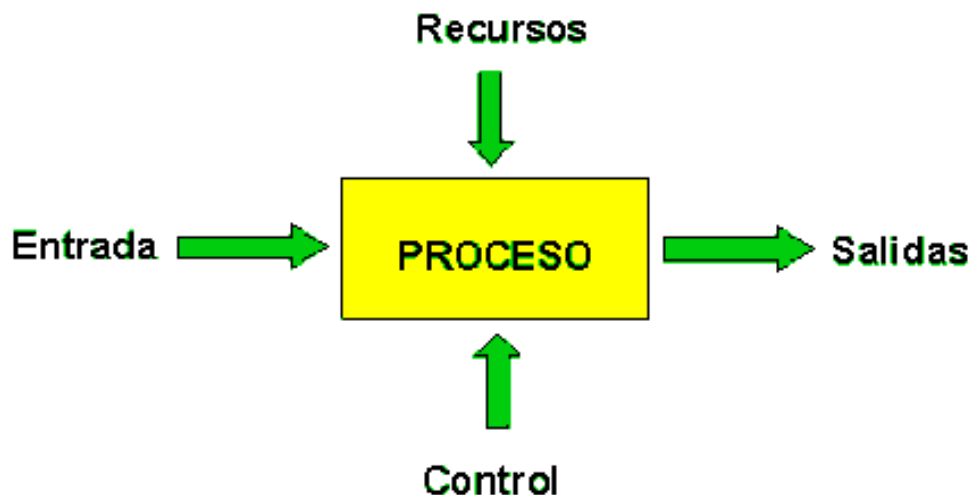 Recursos
Entrada
PROCESO
Salidas
Control